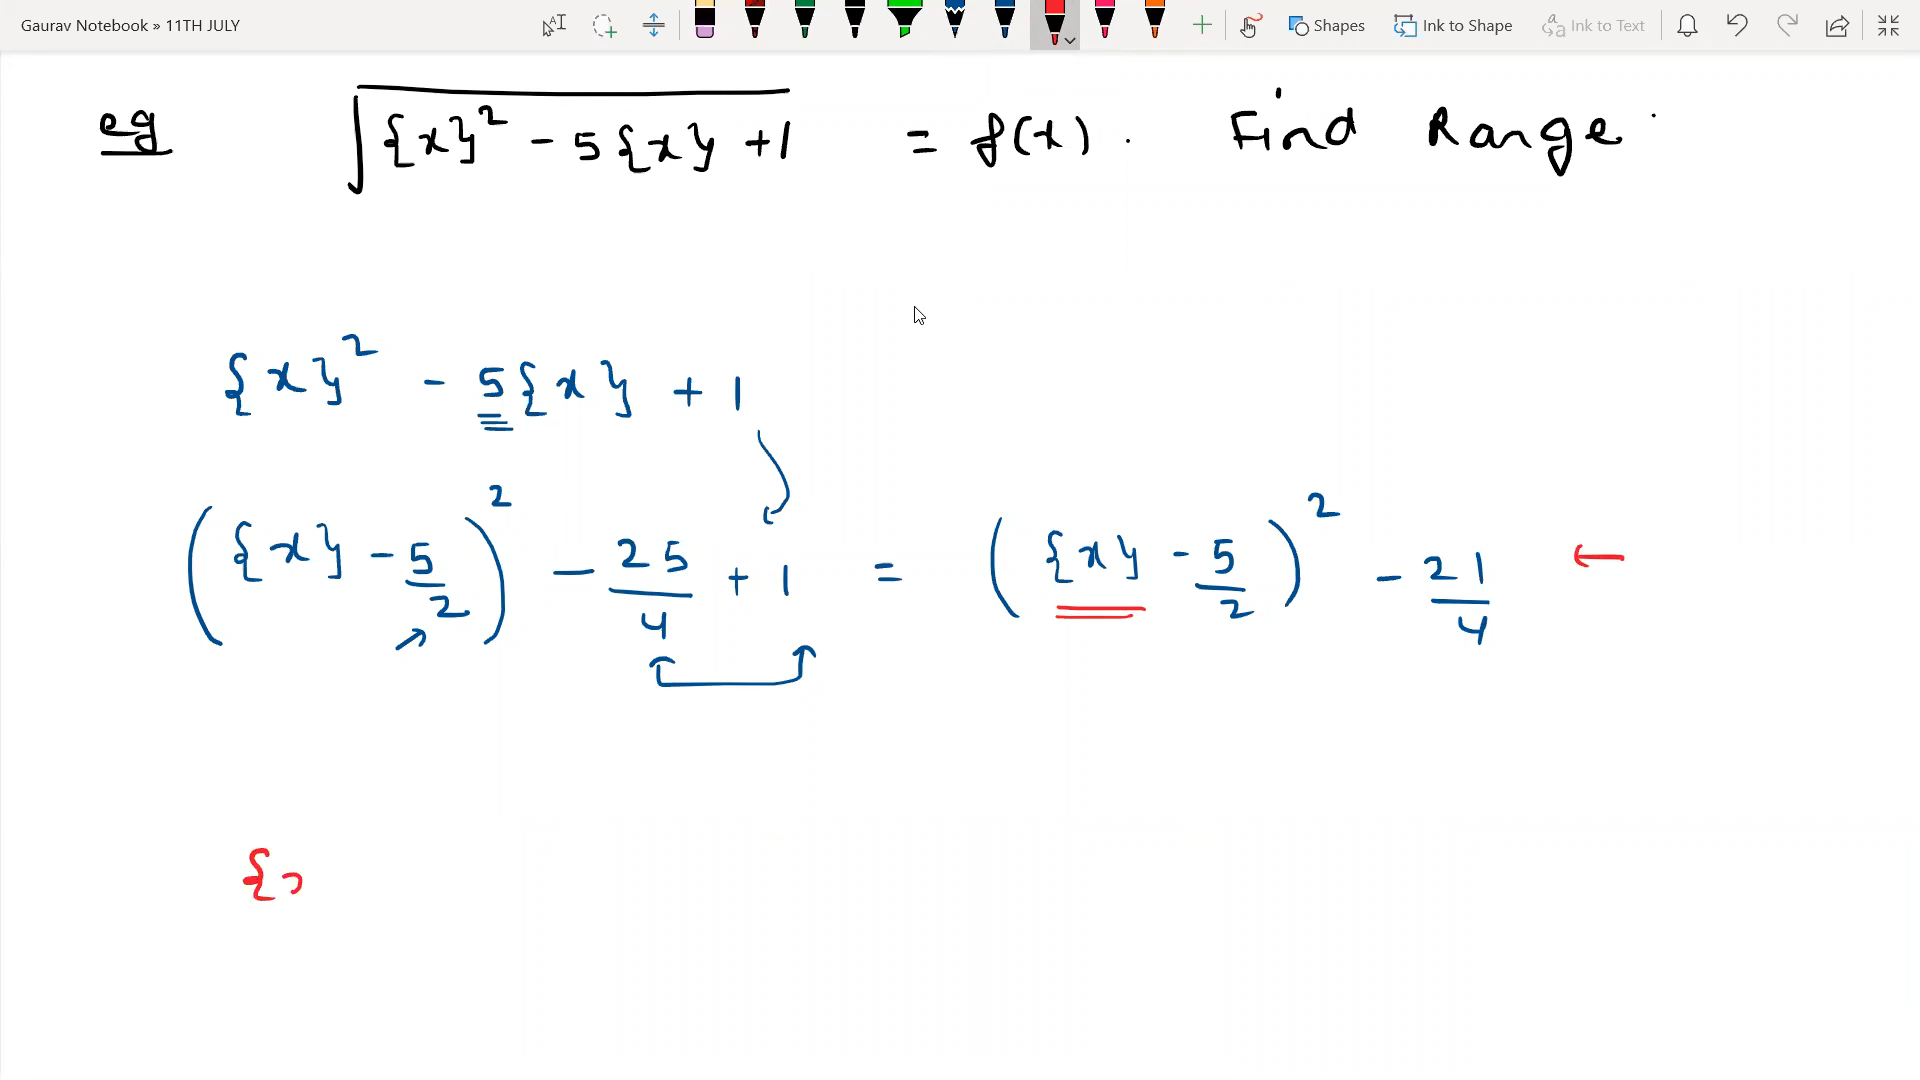 Gaurav Notebook » 11TH JULY
Shapes Ink to Shape Ink to Text
eg √({x}² - 5{x} + 1) = f(x). Find Range.
{x}² - 5{x} + 1
({x} - 5/2)² - 25/4 + 1 = ({x} - 5/2)² - 21/4 ←
{